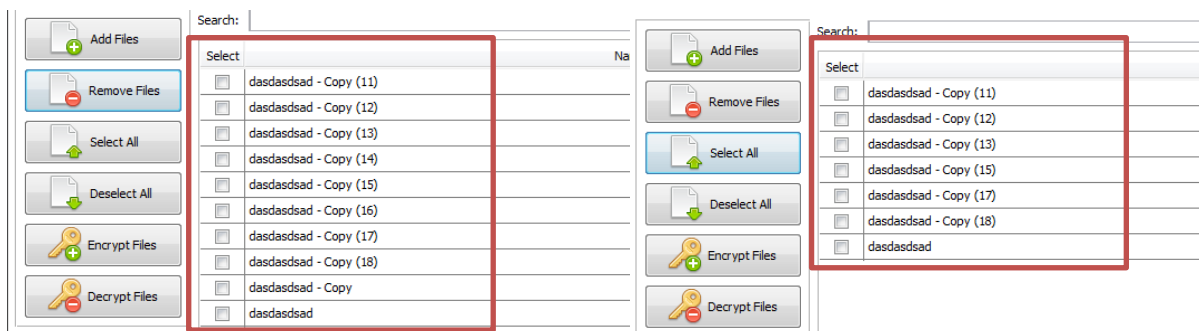 Search:
Add Files
Remove Files
Select All
Deselect All
Encrypt Files
Decrypt Files
Select Na
dasdasdsad - Copy (11)
dasdasdsad - Copy (12)
dasdasdsad - Copy (13)
dasdasdsad - Copy (14)
dasdasdsad - Copy (15)
dasdasdsad - Copy (16)
dasdasdsad - Copy (17)
dasdasdsad - Copy (18)
dasdasdsad - Copy
dasdasdsad
Search:
Add Files
Remove Files
Select All
Deselect All
Encrypt Files
Decrypt Files
Select
dasdasdsad - Copy (11)
dasdasdsad - Copy (12)
dasdasdsad - Copy (13)
dasdasdsad - Copy (15)
dasdasdsad - Copy (17)
dasdasdsad - Copy (18)
dasdasdsad